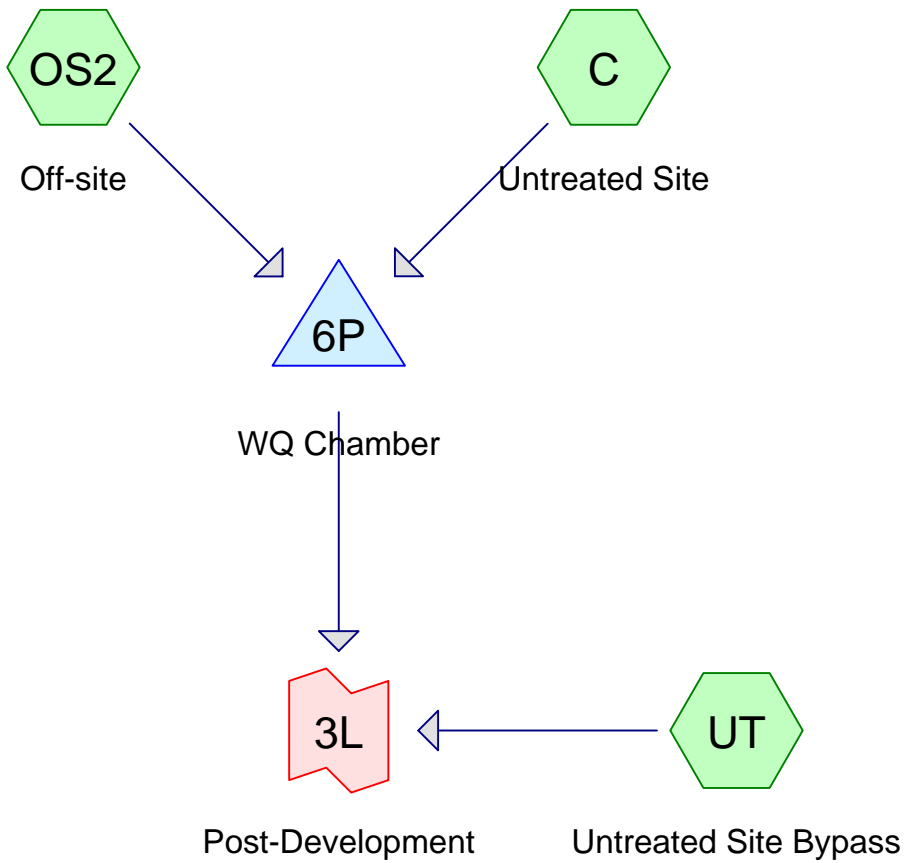 OS2
C
Off-site
Untreated Site
6P
WQ Chamber
3L
UT
Post-Development
Untreated Site Bypass